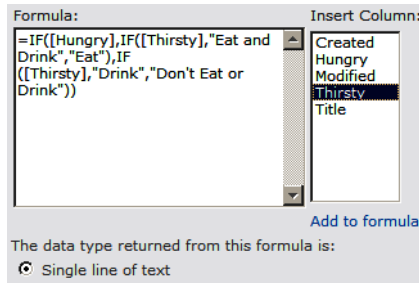 Formula:
=IF([Hungry],IF([Thirsty],"Eat and
Drink","Eat"),IF
([Thirsty],"Drink","Don't Eat or
Drink"))
Insert Column:
Created
Hungry
Modified
Thirsty
Title
Add to formula
The data type returned from this formula is:
Single line of text